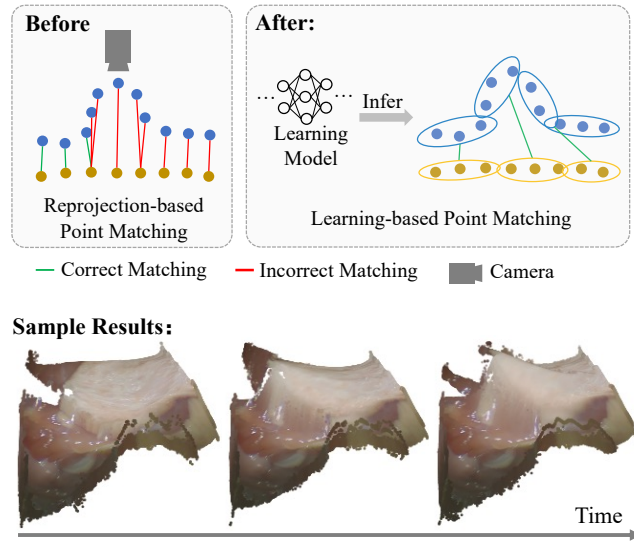 Before
Reprojection-based
Point Matching
After:
... ...
Learning
Model
Infer
Learning-based Point Matching
Correct Matching
Incorrect Matching
Camera
Sample Results:
Time